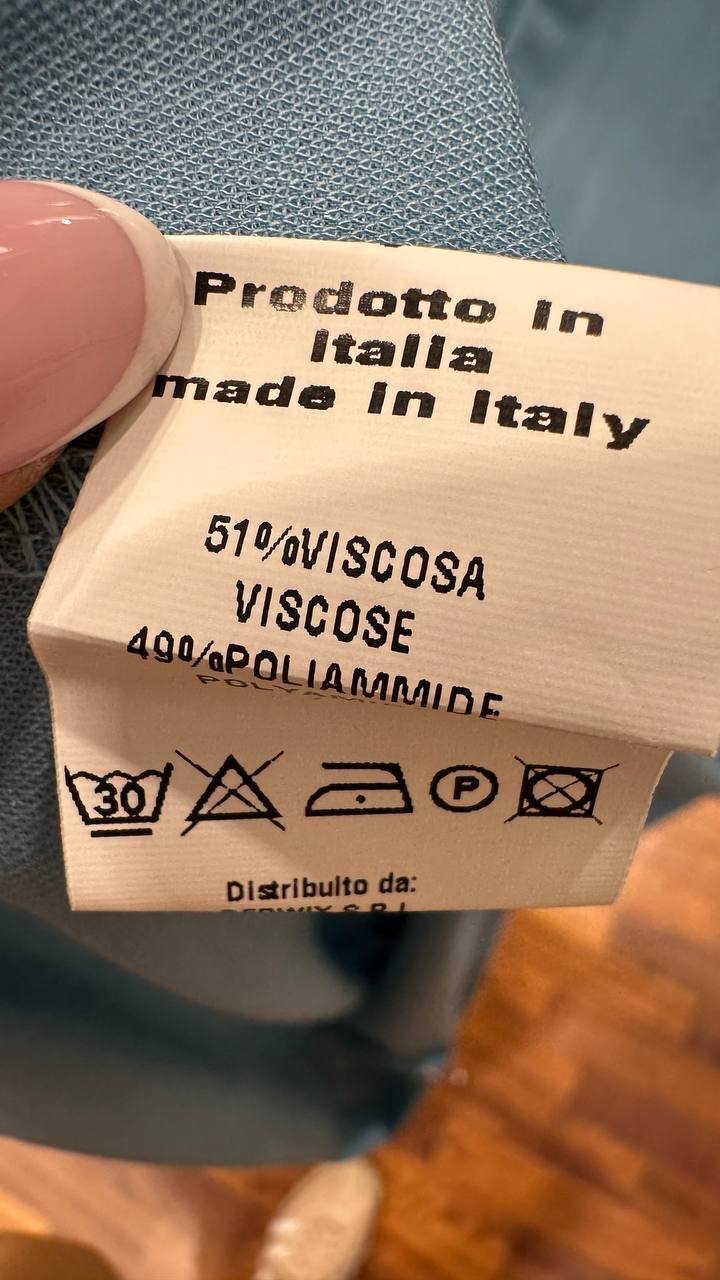 Prodotto in
Italia
made in Italy
51%VISCOSA
VISCOSE
49%POLIAMMIDE
30
P
Distribuito da: